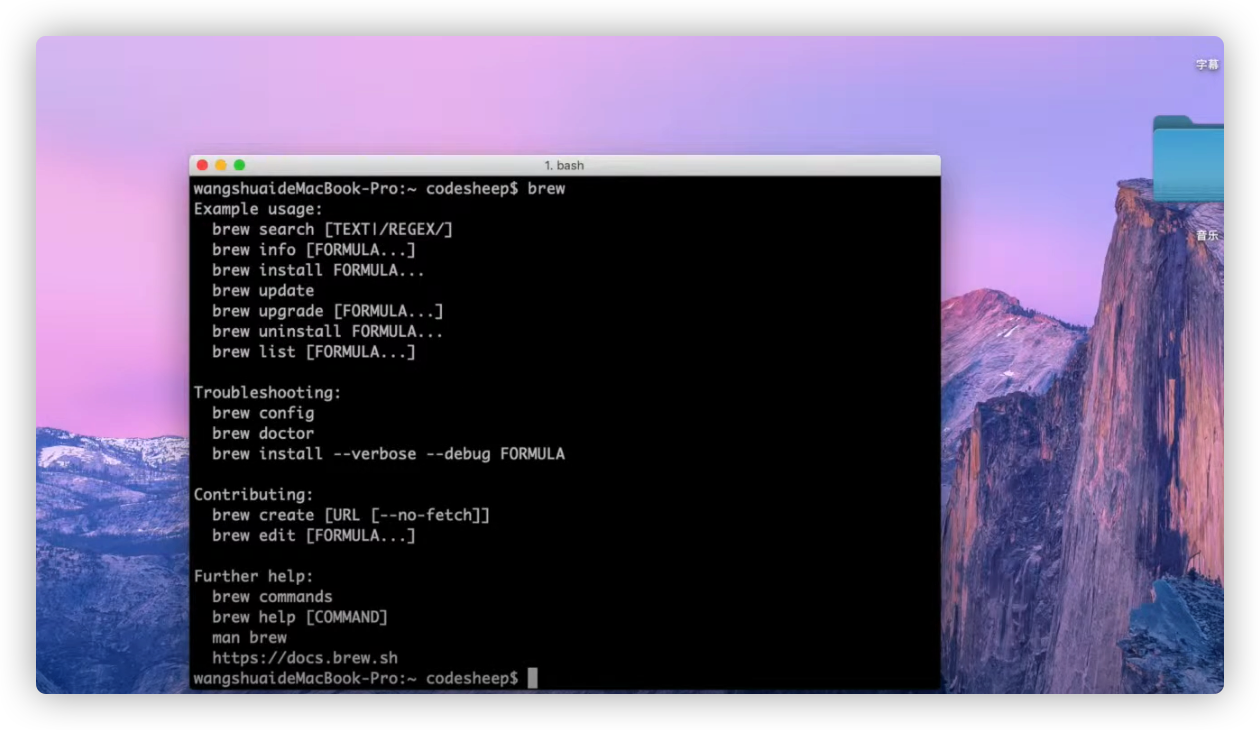 字幕
1. bash
wangshuaideMacBook-Pro:~ codesheep$ brew
Example usage:
  brew search [TEXT|/REGEX/]
  brew info [FORMULA...]
  brew install FORMULA...
  brew update
  brew upgrade [FORMULA...]
  brew uninstall FORMULA...
  brew list [FORMULA...]

Troubleshooting:
  brew config
  brew doctor
  brew install --verbose --debug FORMULA

Contributing:
  brew create [URL [--no-fetch]]
  brew edit [FORMULA...]

Further help:
  brew commands
  brew help [COMMAND]
  man brew
  https://docs.brew.sh
wangshuaideMacBook-Pro:~ codesheep$
音乐